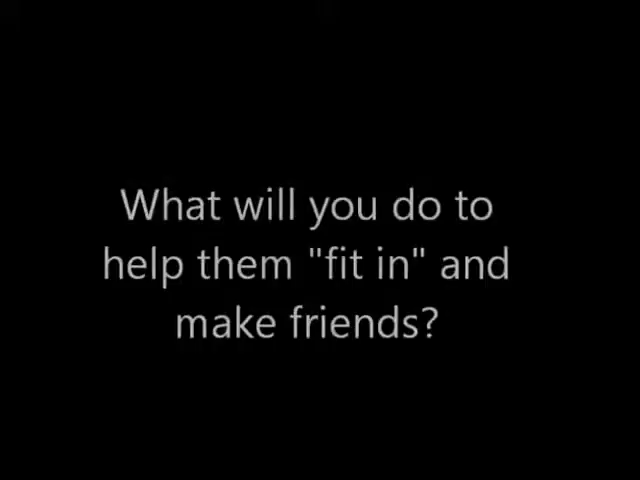 What will you do to
help them "fit in" and
make friends?